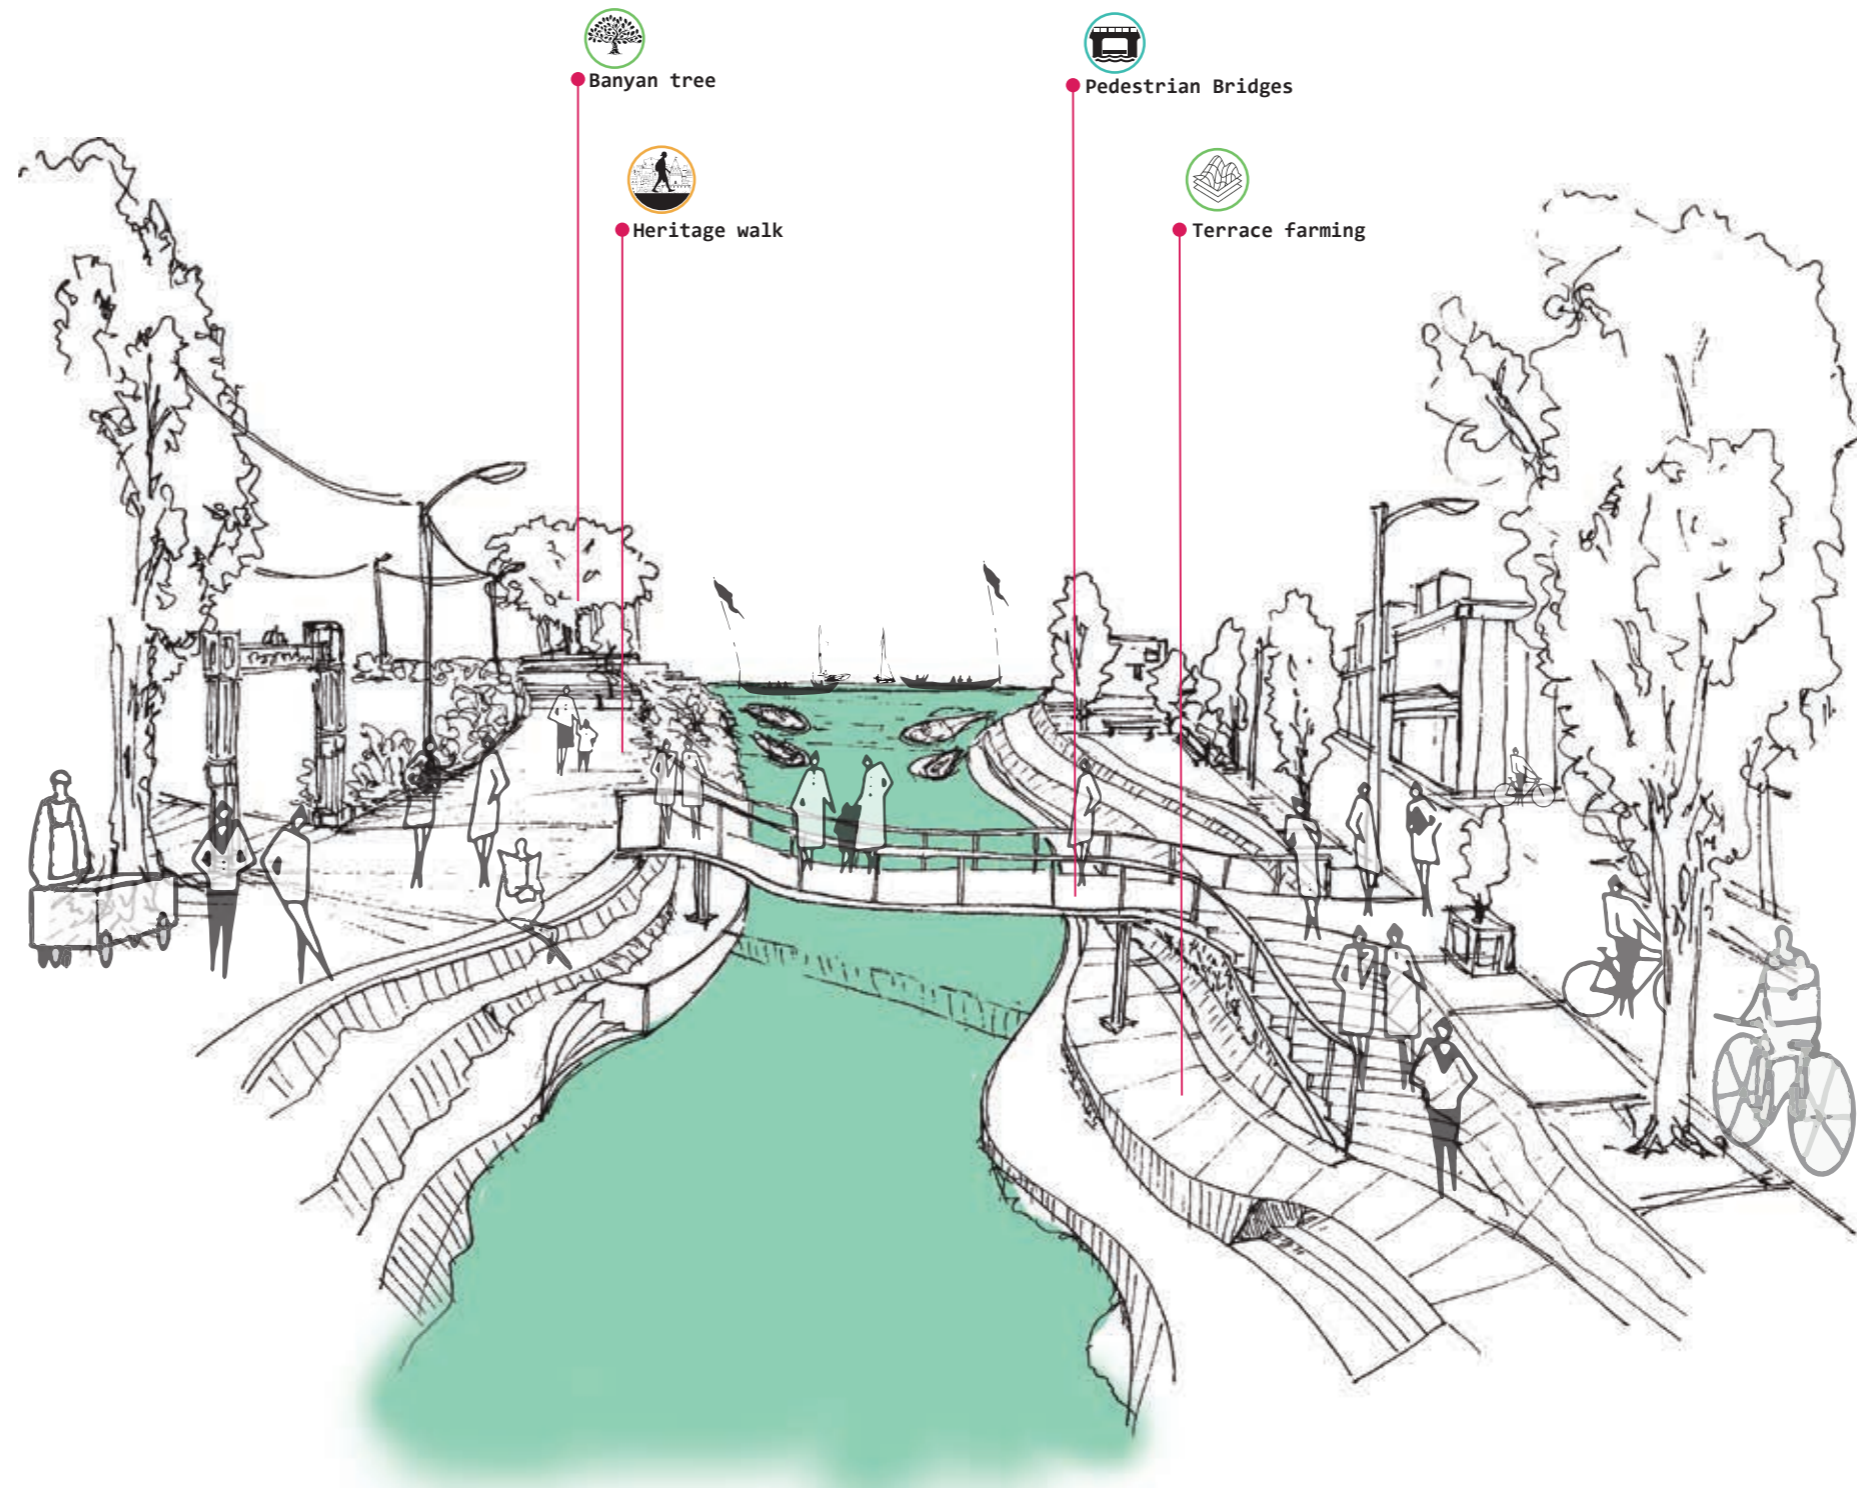 Banyan tree
Pedestrian Bridges
Heritage walk
Terrace farming